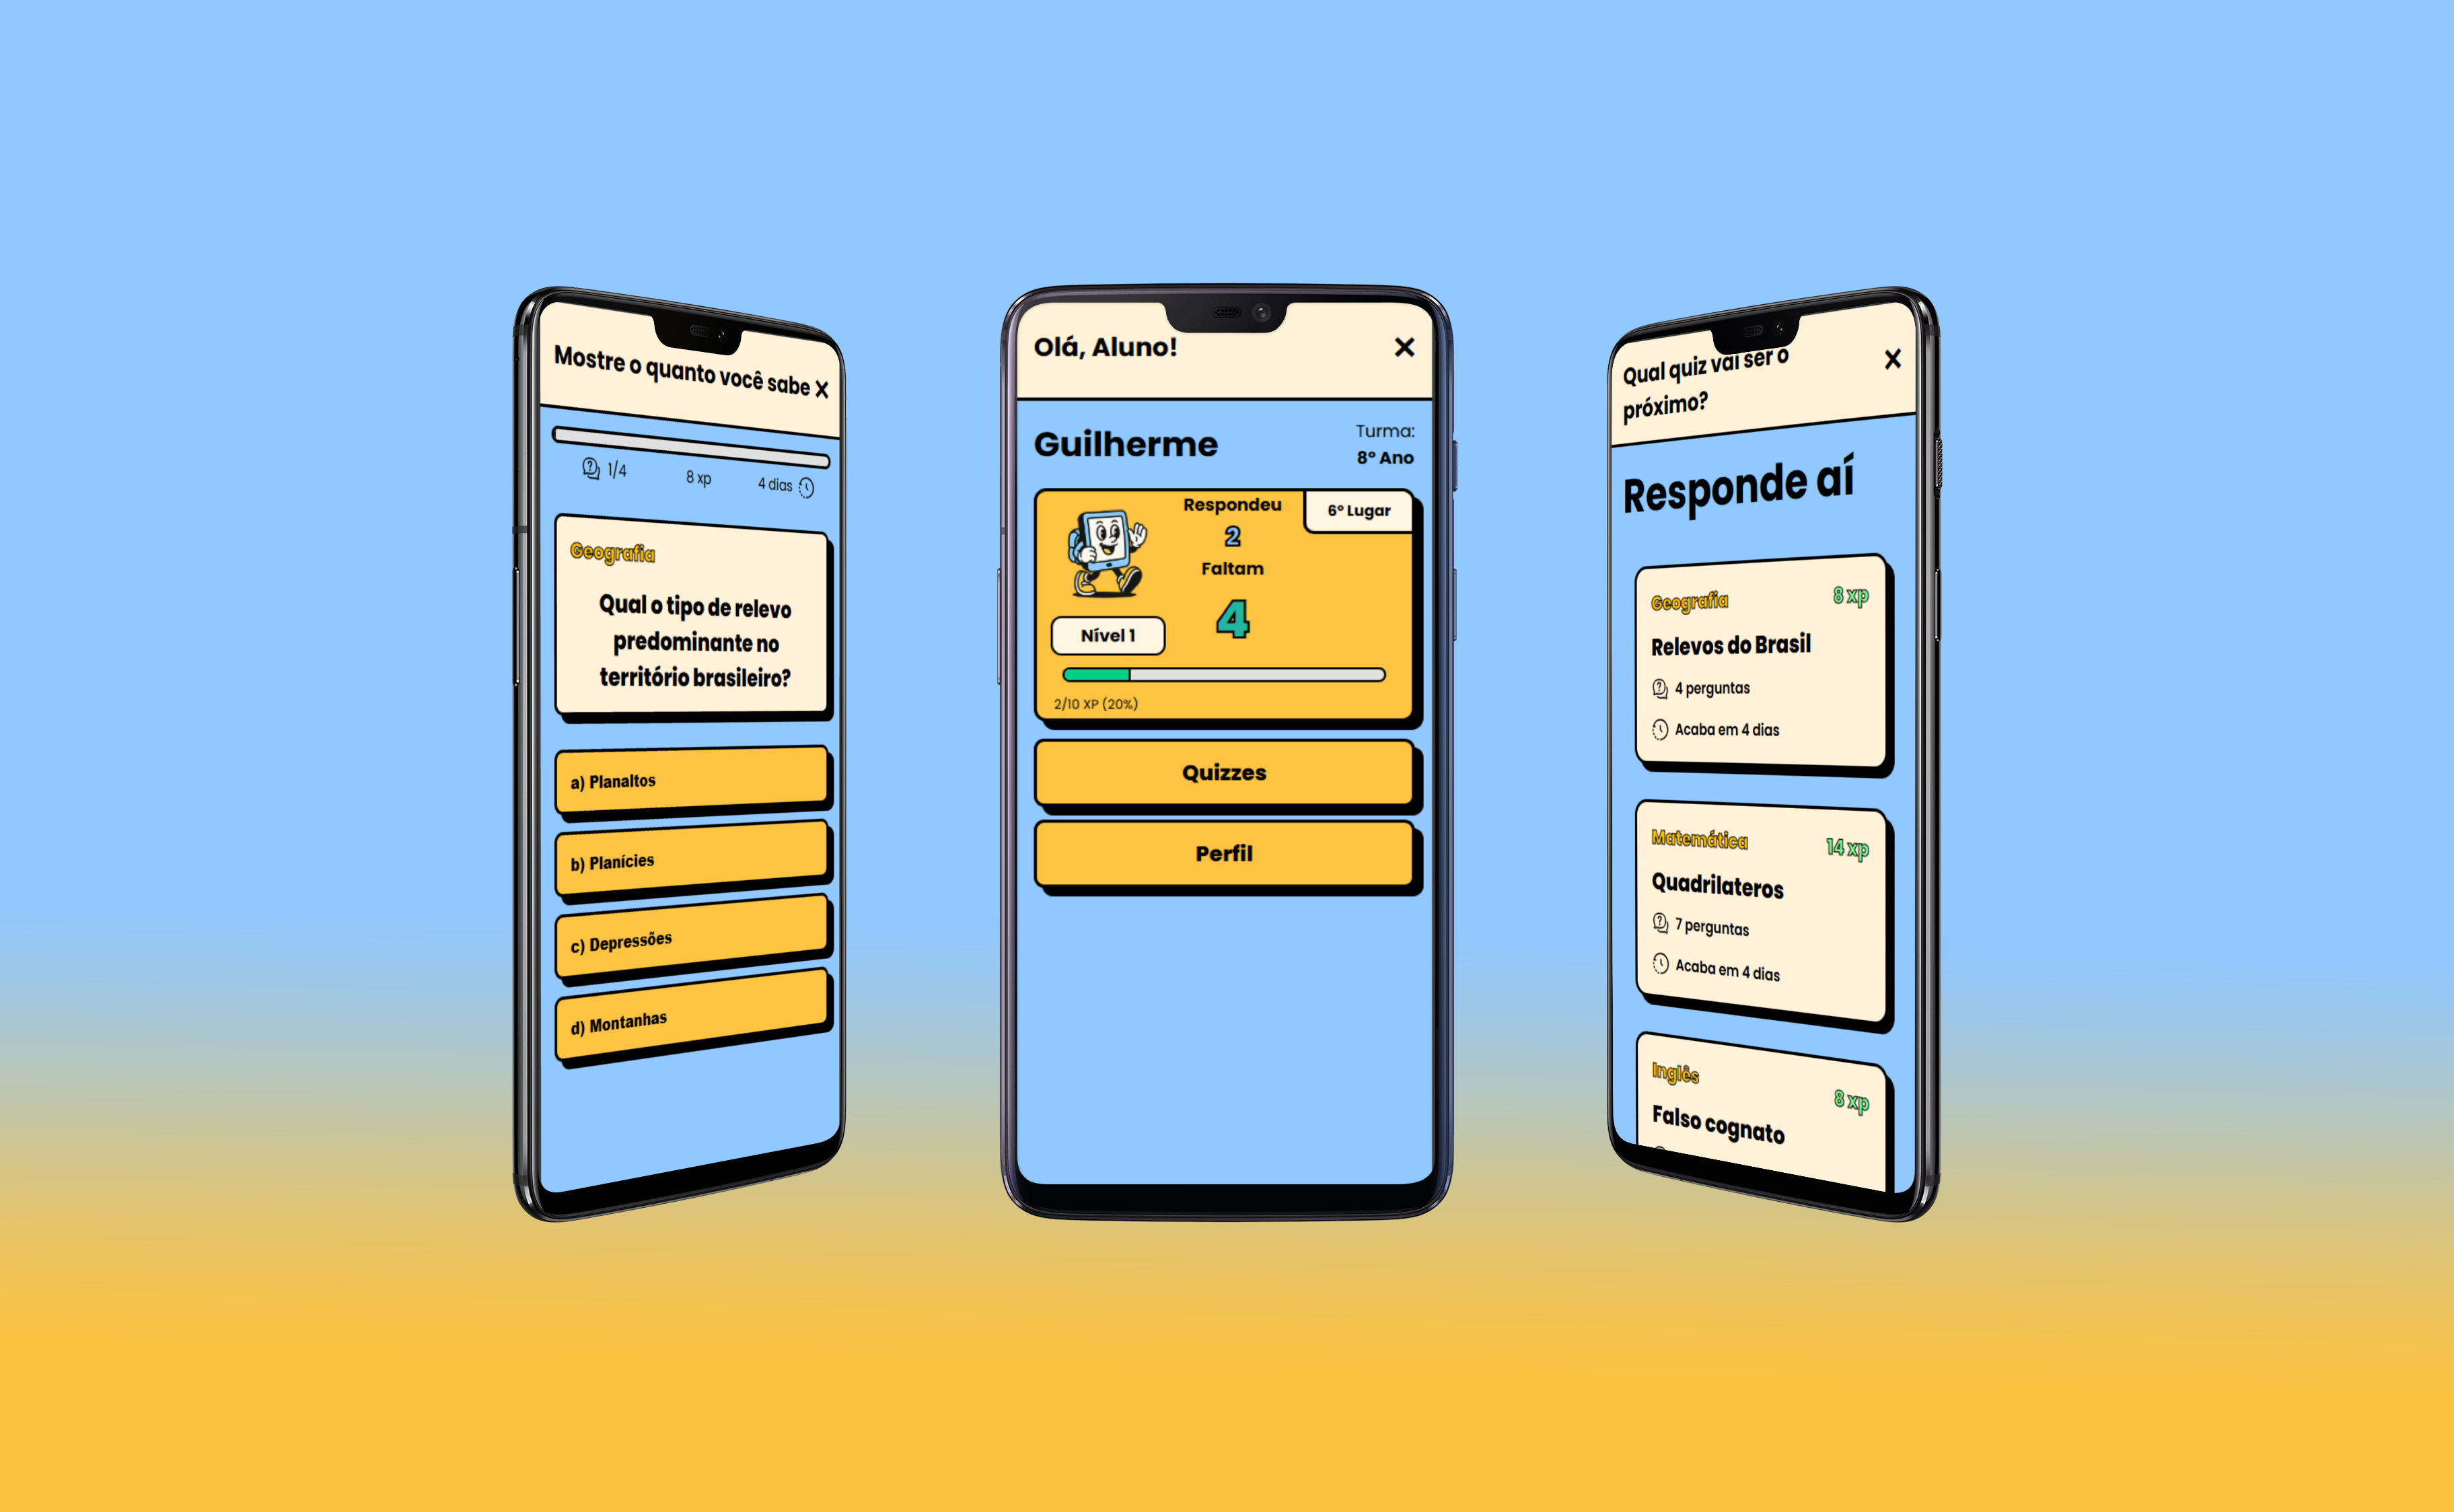 Mostre o quanto você sabe
1/4
8 xp
4 dias
Geografia
Qual o tipo de relevo
predominante no
território brasileiro?
a) Planaltos
b) Planícies
c) Depressões
d) Montanhas
Olá, Aluno!
Guilherme
Turma:
8º Ano
Respondeu
2
Faltam
4
6º Lugar
Nível 1
2/10 XP (20%)
Quizzes
Perfil
Qual quiz vai ser o
próximo?
Responde aí
Geografia
8 xp
Relevos do Brasil
4 perguntas
Acaba em 4 dias
Matemática
14 xp
Quadrilateros
7 perguntas
Acaba em 4 dias
Inglês
8 xp
Falso cognato